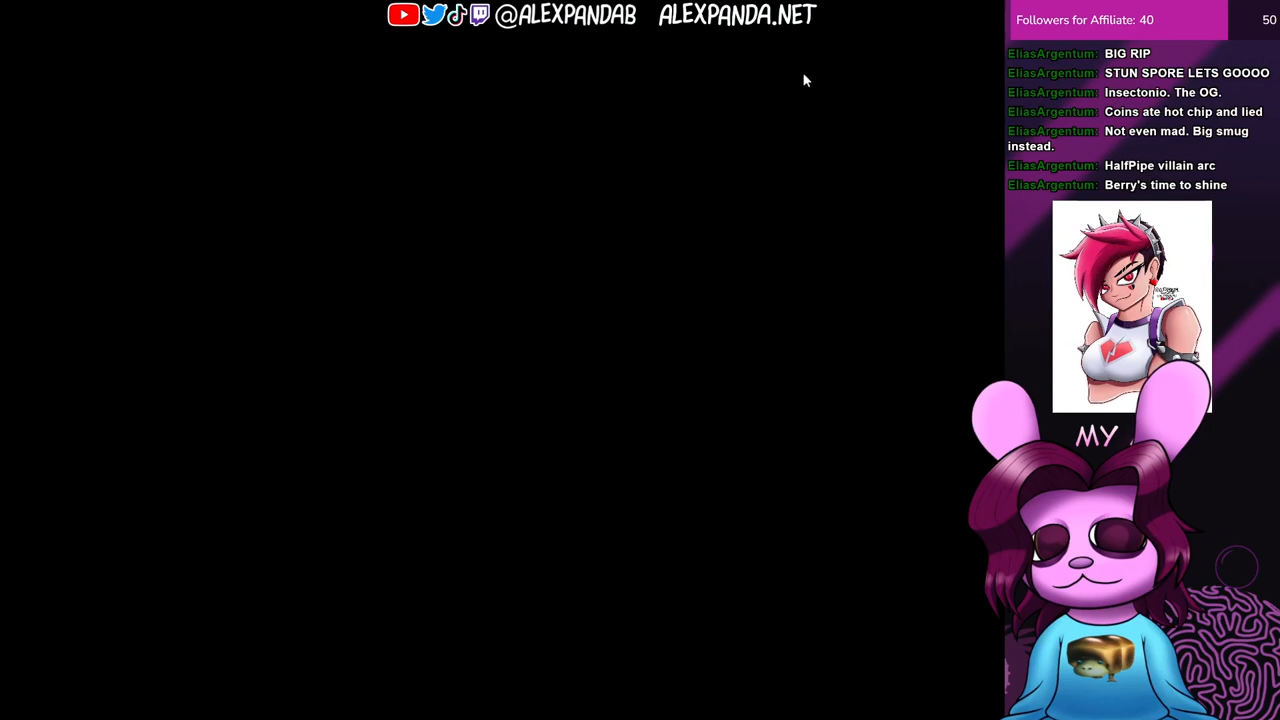 @ALEXPANDAB ALEXPANDA.NET
Followers for Affiliate: 40 50
EliasArgentum: BIG RIP
EliasArgentum: STUN SPORE LETS GOOOO
EliasArgentum: Insectonio. The OG.
EliasArgentum: Coins ate hot chip and lied
EliasArgentum: Not even mad. Big smug
instead.
EliasArgentum: HalfPipe villain arc
EliasArgentum: Berry's time to shine
MY